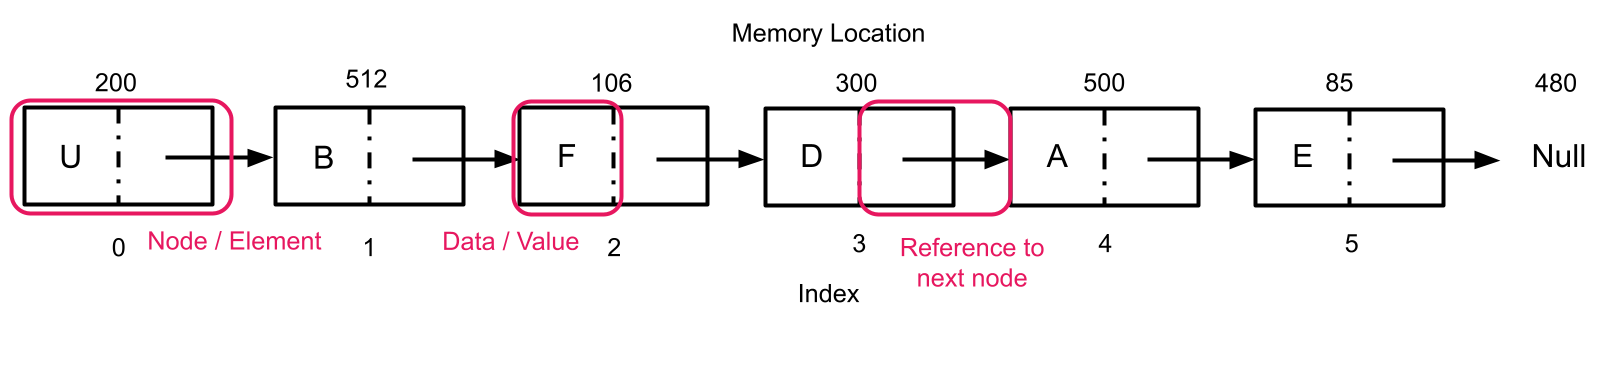 Memory Location
200 512 106 300 500 85 480
U B F D A E Null
0 Node / Element 1 Data / Value 2 3 Reference to 4 5
next node
Index